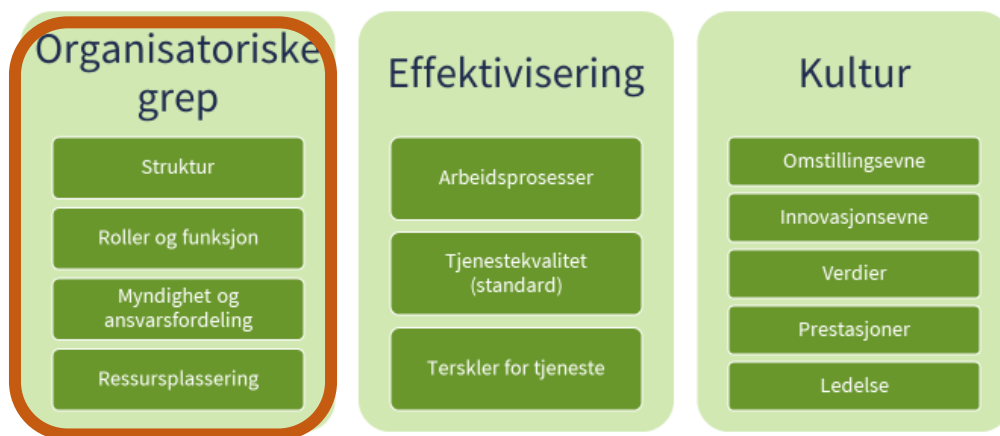 Organisatoriske
grep
Struktur
Roller og funksjon
Myndighet og
ansvarsfordeling
Ressursplassering
Effektivisering
Arbeidsprosesser
Tjenestekvalitet
(standard)
Terskler for tjeneste
Kultur
Omstillingsevne
Innovasjonsevne
Verdier
Prestasjoner
Ledelse